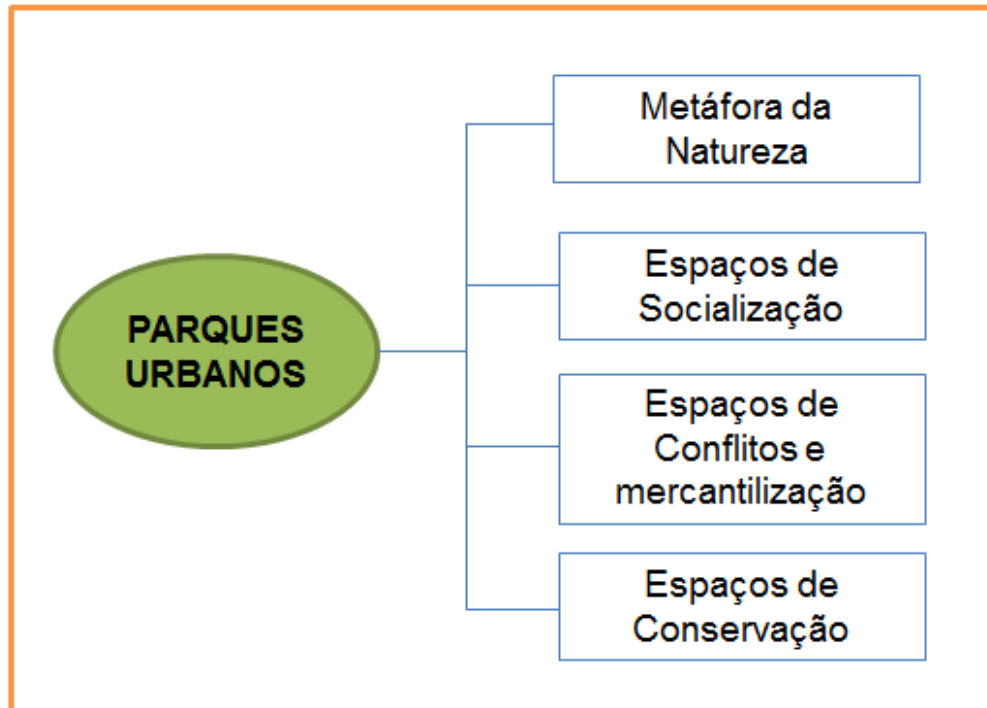 PARQUES
URBANOS
Metáfora da
Natureza
Espaços de
Socialização
Espaços de
Conflitos e
mercantilização
Espaços de
Conservação